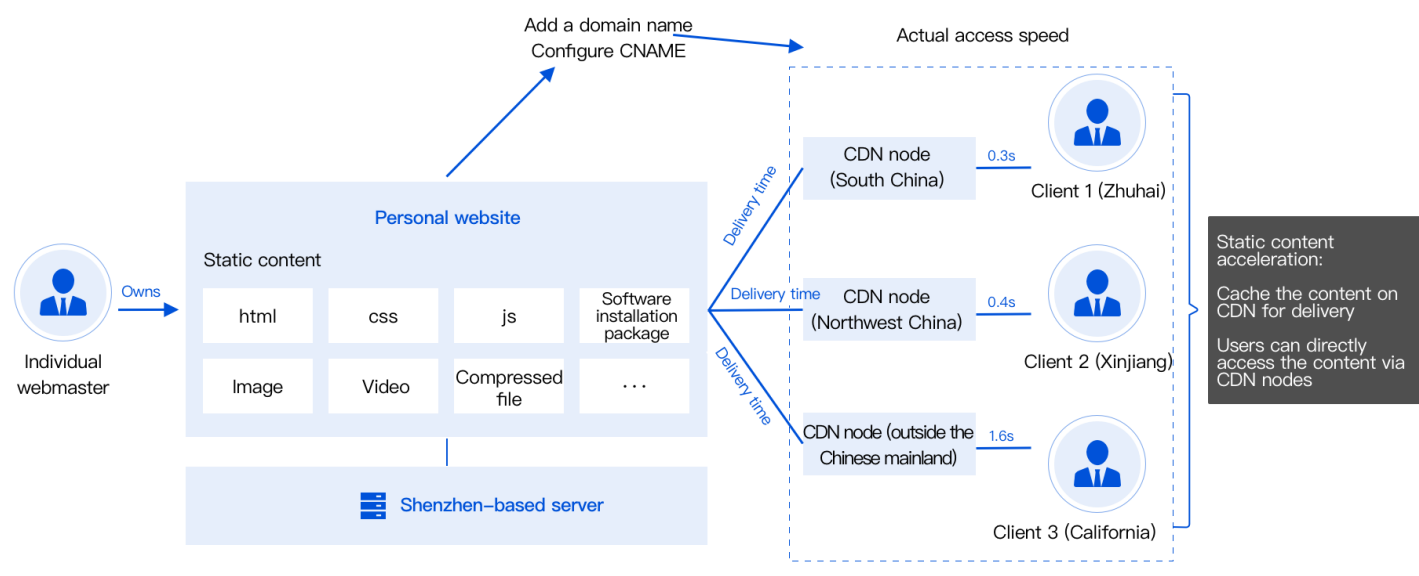 Add a domain name
Configure CNAME
Actual access speed
Personal website
Static content
html
css
js
Software
installation
package
Image
Video
Compressed
file
...
Owns
Individual
webmaster
Shenzhen-based server
Delivery time
Delivery time
Delivery time
CDN node
(South China)
0.3s
Client 1 (Zhuhai)
CDN node
(Northwest China)
0.4s
Client 2 (Xinjiang)
CDN node (outside the
Chinese mainland)
1.6s
Client 3 (California)
Static content
acceleration:
Cache the content on
CDN for delivery
Users can directly
access the content via
CDN nodes